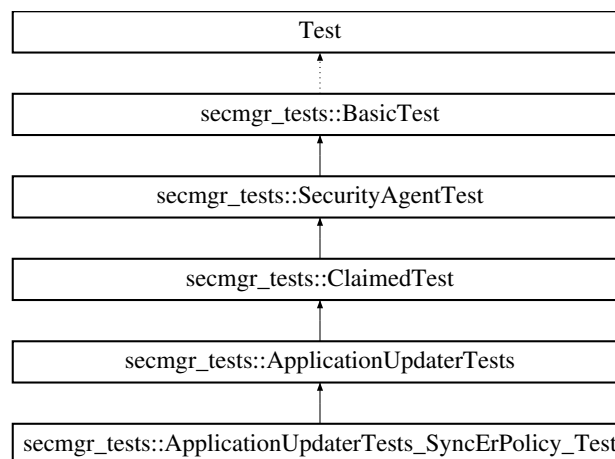 Test
secmgr_tests::BasicTest
secmgr_tests::SecurityAgentTest
secmgr_tests::ClaimedTest
secmgr_tests::ApplicationUpdaterTests
secmgr_tests::ApplicationUpdaterTests_SyncErPolicy_Test